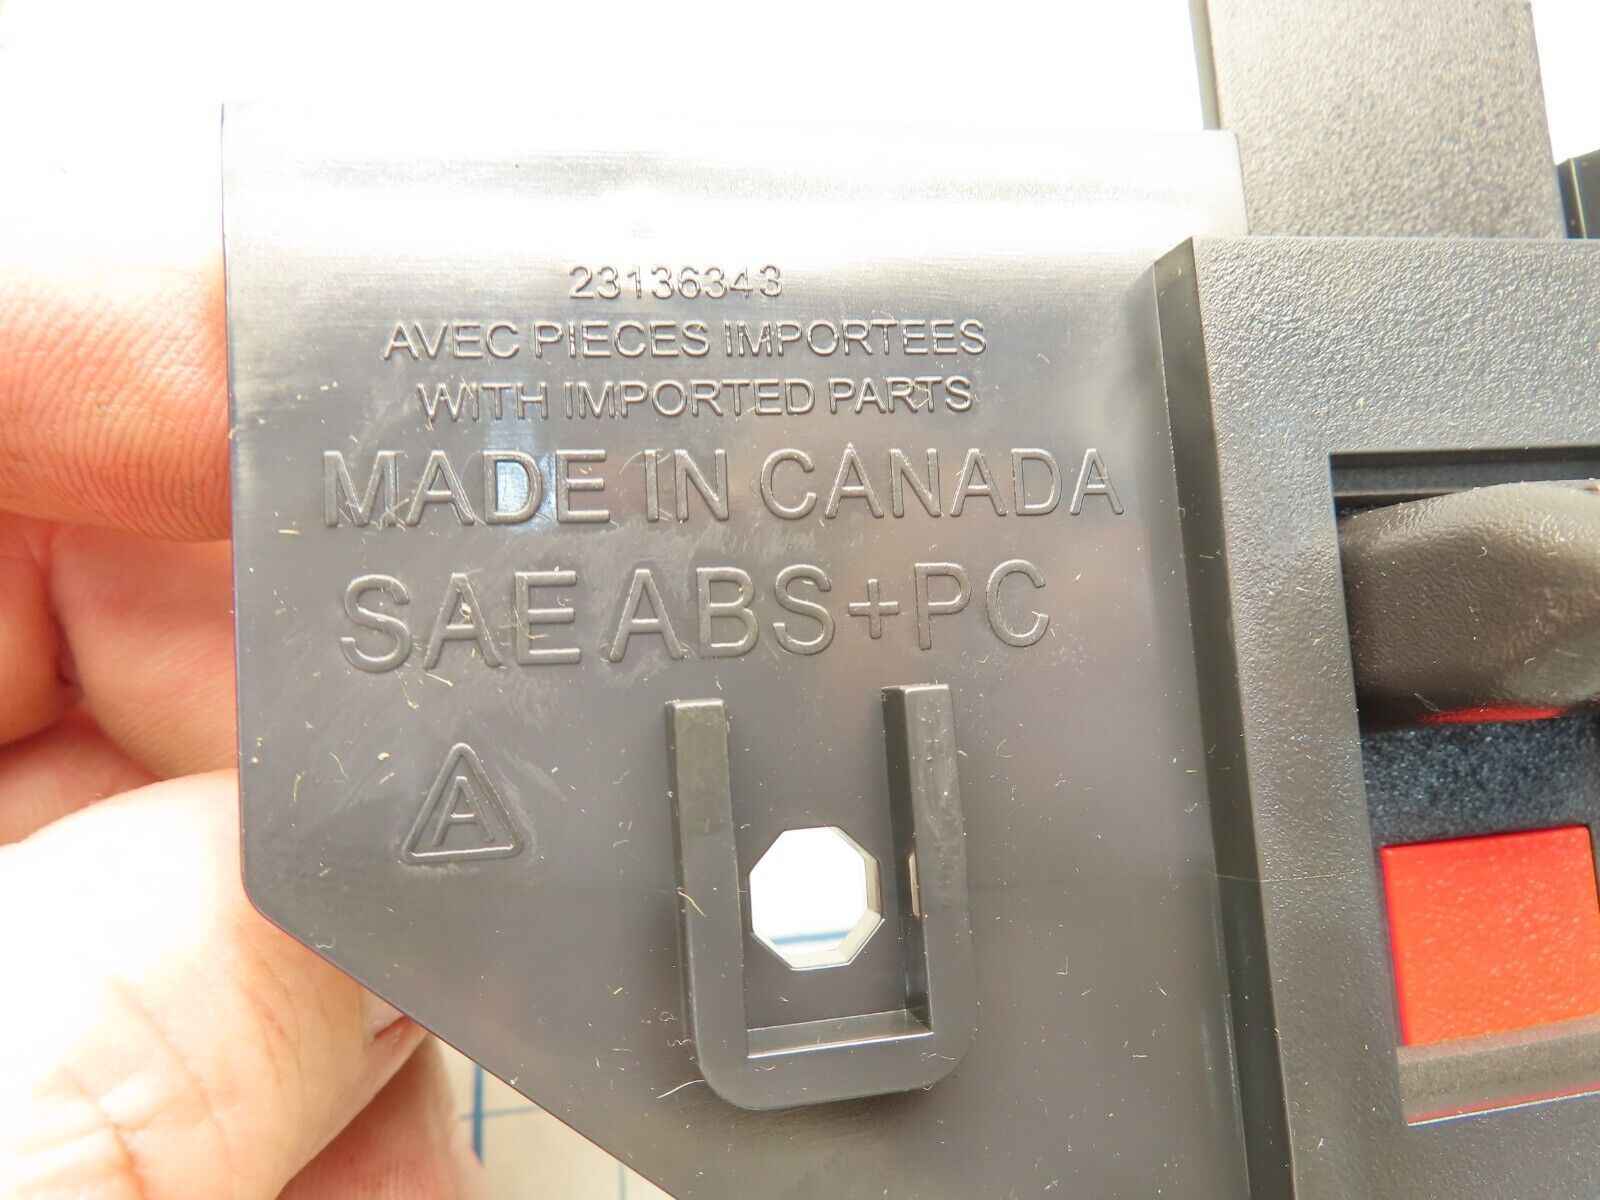 23136343
AVEC PIECES IMPORTEES
WITH IMPORTED PARTS
MADE IN CANADA
SAE ABS+PC
A